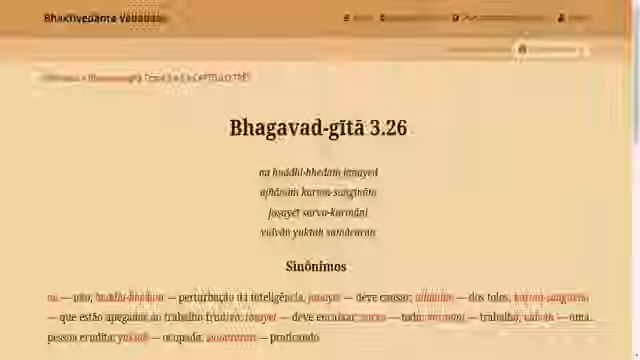 Bhaktivedanta Vedabase
Bhagavad-gītā 3.26
na buddhi-bhedaṁ janayed
ajñānāṁ karma-saṅginām
joṣayet sarva-karmāṇi
vidvān yuktaḥ samācaran
Sinônimos
na — não; buddhi-bhedam — perturbação da inteligência; janayet — deve causar; ajñānām — dos tolos; karma-saṅginām
— que estão apegados ao trabalho fruitivo; joṣayet — deve encaixar; sarva — todo; karmāṇi — trabalho; vidvān — uma
pessoa erudita; yuktaḥ — ocupada; samācaran — praticando